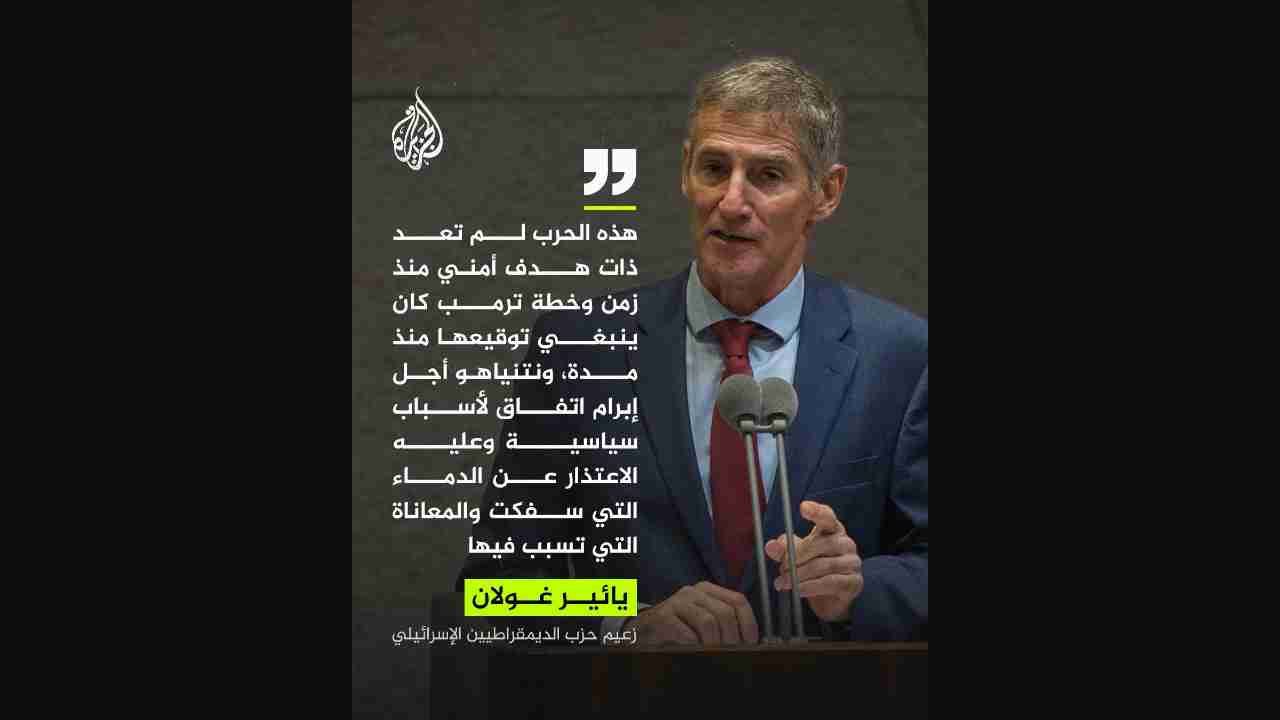 الجزيرة
هذه الحرب لم تعد
ذات هدف أمني منذ
زمن وخطة ترمب كان
ينبغي توقيعها منذ
مدة، ونتنياهو أجل
إبرام اتفاق لأسباب
سياسية وعليه
الاعتذار عن الدماء
التي سفكت والمعاناة
التي تسبب فيها
يائير غولان
زعيم حزب الديمقراطيين الإسرائيلي